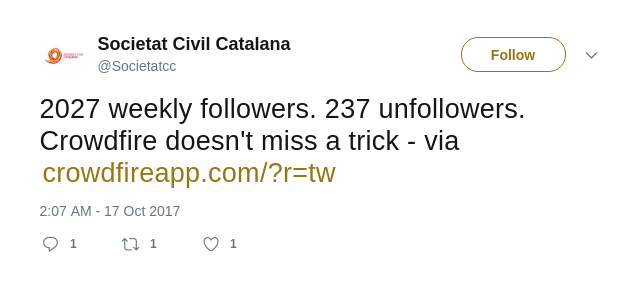 Societat Civil Catalana
@Societatcc
Follow
2027 weekly followers. 237 unfollowers.
Crowdfire doesn't miss a trick - via
crowdfireapp.com/?r=tw
2:07 AM - 17 Oct 2017
1 1 1